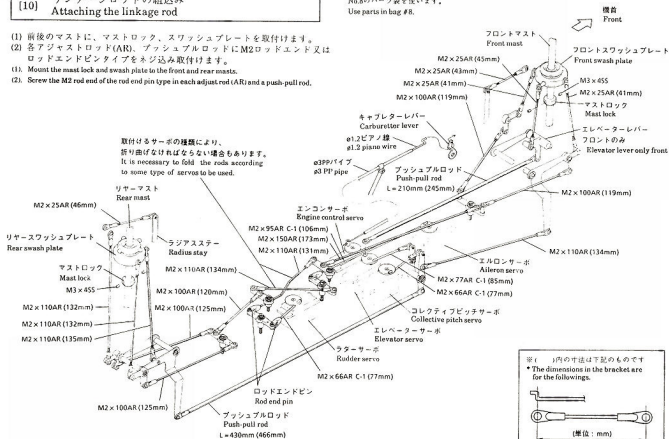 [10]
Attaching the linkage rod
Use parts in bag #8.
機首
Front
(1) 前後のマストに、マストロック、スワッシュプレートを取付けます。
(2) 各アジャストロッド(AR)、プッシュプルロッドにM2ロッドエンド又は
ロッドエンドピンタイプをネジ込み取付けます。
(1). Mount the mast lock and swash plate to the front and rear masts.
(2). Screw the M2 rod end of the rod end pin type in each adjust rod (AR) and a push-pull rod.
フロントマスト
Front mast
フロントスワッシュプレート
Front swash plate
M2×25AR (45mm)
M2×25AR (43mm)
M2×25AR (41mm)
M2×100AR (119mm)
M3×4SS
M2×25AR (41mm)
マストロック
Mast lock
エレベーターレバー
フロントのみ
Elevator lever only front
キャブレターレバー
Carburettor lever
ø1.2ピアノ線
ø1.2 piano wire
ø3PPパイプ
ø3 PP pipe
プッシュプルロッド
Push-pull rod
L=210mm (245mm)
M2×100AR (119mm)
取付けるサーボの種類により、
折り曲げなければならない場合もあります。
It is necessary to fold the rods according
to some type of servos to be used.
リヤーマスト
Rear mast
M2×25AR (46mm)
リヤースワッシュプレート
Rear swash plate
ラジアスステー
Radius stay
マストロック
Mast lock
M3×4SS
エンコンサーボ
Engine control servo
M2×95AR C-1 (106mm)
M2×150AR (173mm)
M2×110AR (131mm)
M2×110AR (134mm)
M2×100AR (120mm)
M2×100AR (125mm)
M2×110AR (132mm)
M2×110AR (132mm)
M2×110AR (135mm)
M2×100AR (125mm)
M2×110AR (134mm)
エルロンサーボ
Aileron servo
M2×77AR C-1 (85mm)
M2×66AR C-1 (77mm)
コレクティブピッチサーボ
Collective pitch servo
エレベーターサーボ
Elevator servo
ラダーサーボ
Rudder servo
M2×66AR C-1 (77mm)
ロッドエンドピン
Rod end pin
プッシュプルロッド
Push-pull rod
L=430mm (466mm)
※( )内の寸法は下記のものです
* The dimensions in the bracket are
for the followings.
(単位:mm)